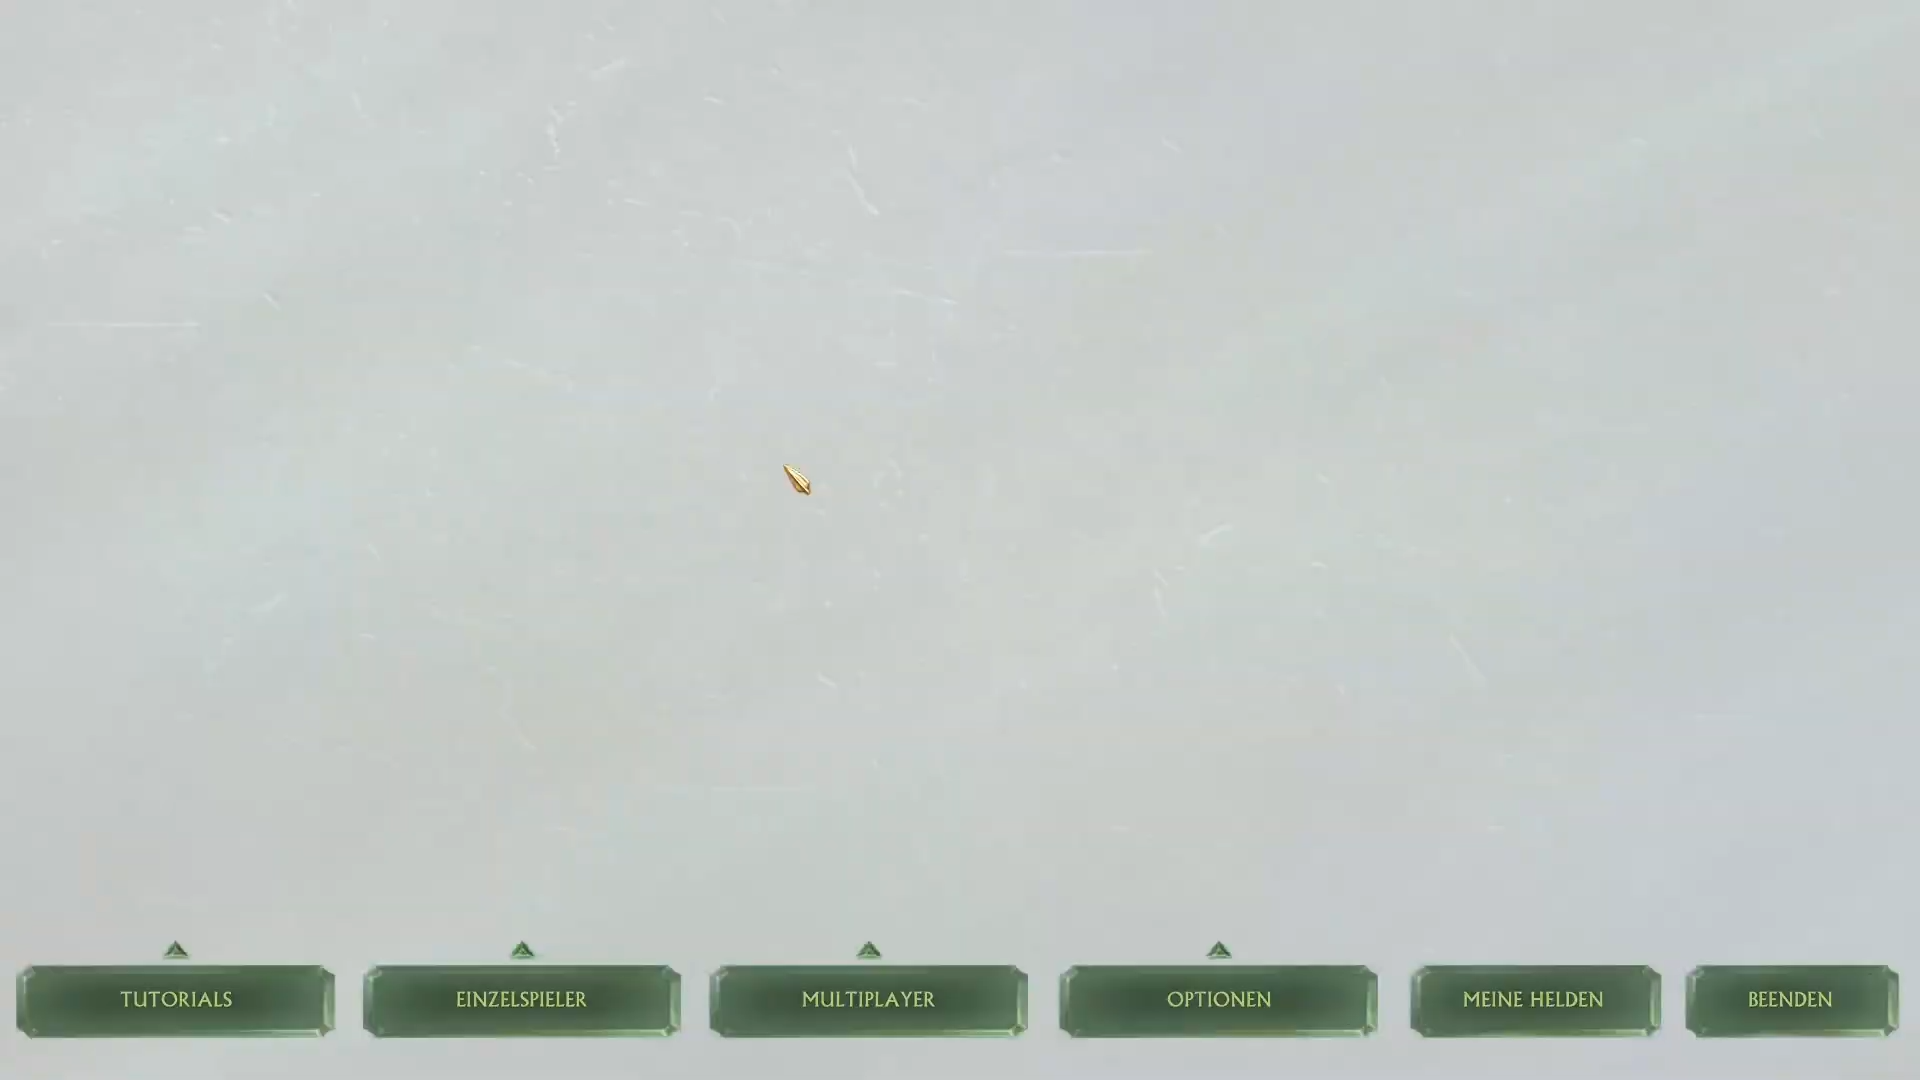 TUTORIALS
EINZELSPIELER
MULTIPLAYER
OPTIONEN
MEINE HELDEN
BEENDEN